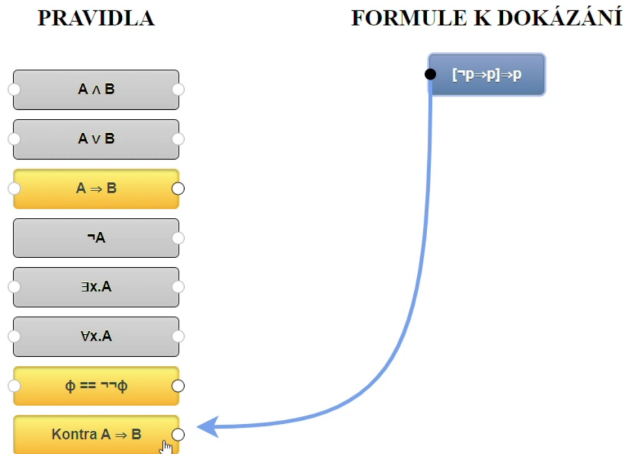 PRAVIDLA
FORMULE K DOKÁZÁNÍ
[¬p⇒p]⇒p
A ∧ B
A ∨ B
A ⇒ B
¬A
∃x.A
∀x.A
ϕ == ¬¬ϕ
Kontra A ⇒ B